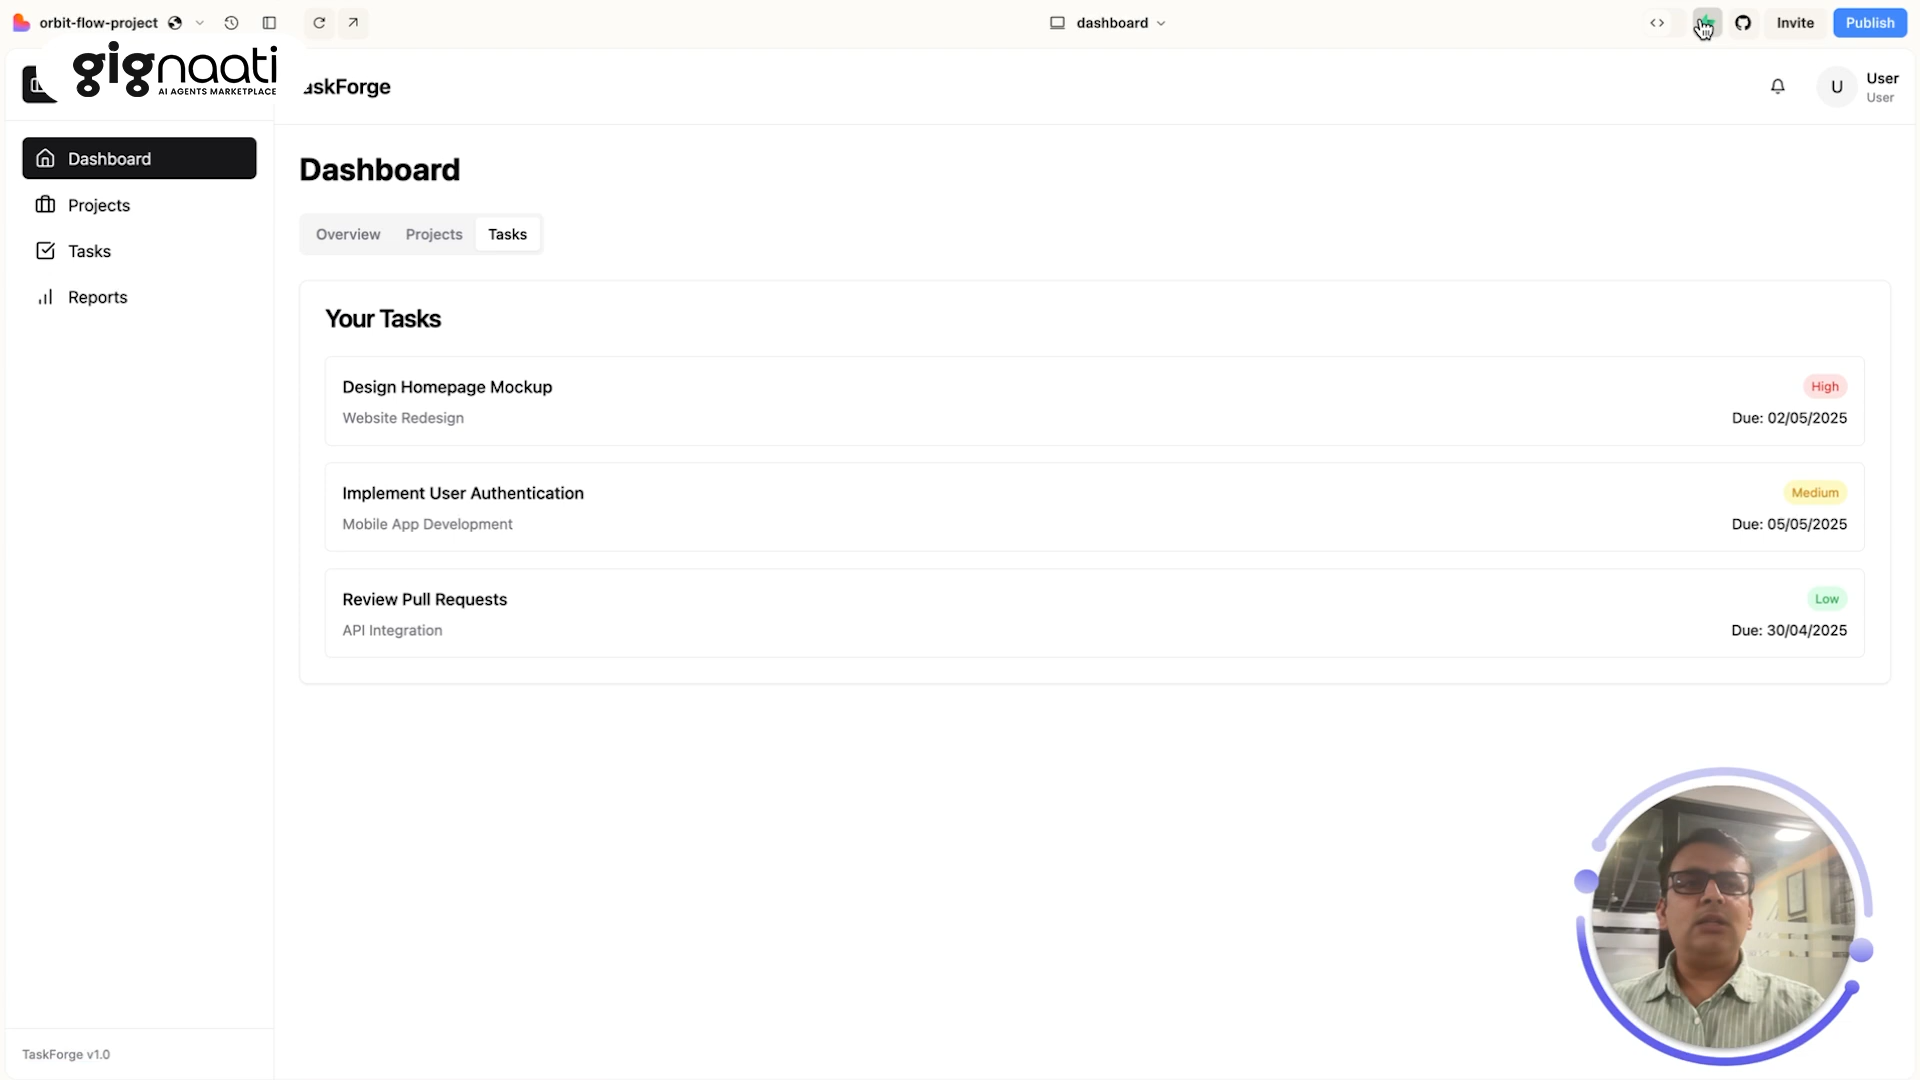 orbit-flow-project
dashboard
Invite
Publish
gignaati
AI AGENTS MARKETPLACE
askForge
U
User
User
Dashboard
Projects
Tasks
Reports
Dashboard
Overview
Projects
Tasks
Your Tasks
Design Homepage Mockup
High
Website Redesign
Due: 02/05/2025
Implement User Authentication
Medium
Mobile App Development
Due: 05/05/2025
Review Pull Requests
Low
API Integration
Due: 30/04/2025
TaskForge v1.0